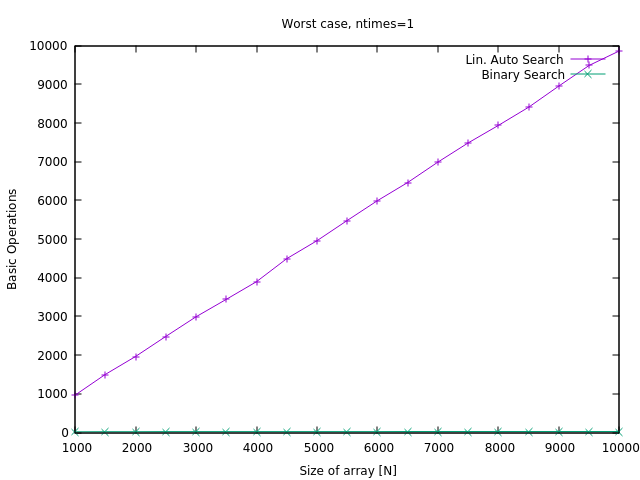 Worst case, ntimes=1
10000
9000
8000
7000
6000
5000
4000
3000
2000
1000
0
Basic Operations
Lin. Auto Search
Binary Search
1000 2000 3000 4000 5000 6000 7000 8000 9000 10000
Size of array [N]